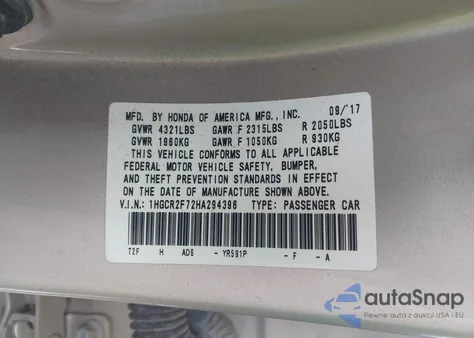 MFD. BY HONDA OF AMERICA MFG., INC. 09/'17
GVWR 4321LBS GAWR F 2315LBS R 2050LBS
GVWR 1960KG GAWR F 1050KG R 930KG
THIS VEHICLE CONFORMS TO ALL APPLICABLE
FEDERAL MOTOR VEHICLE SAFETY, BUMPER,
AND THEFT PREVENTION STANDARDS IN EFFECT
ON THE DATE OF MANUFACTURE SHOWN ABOVE.
V.I.N.: 1HGCR2F72HA294396 TYPE: PASSENGER CAR
T2F H AD6 -YR591P -F -A
autoSnap
Pewne auta z aukcji USA i EU